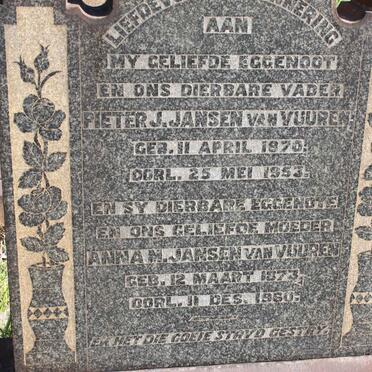 LIEFDEVOLLE HERINNERING
AAN
MY GELIEFDE EGGENOOT
EN ONS DIERBARE VADER
PIETER J. JANSEN VAN VUUREN
GEB. 11 APRIL 1870.
OORL. 25 MEI 1953.
EN SY DIERBARE EGGENOTE
EN ONS GELIEFDE MOEDER
ANNA M. JANSEN VAN VUUREN
GEB. 12 MAART 1873.
OORL. 11 DES. 1960.
EK HET DIE GOEIE STRYD GESTRY.